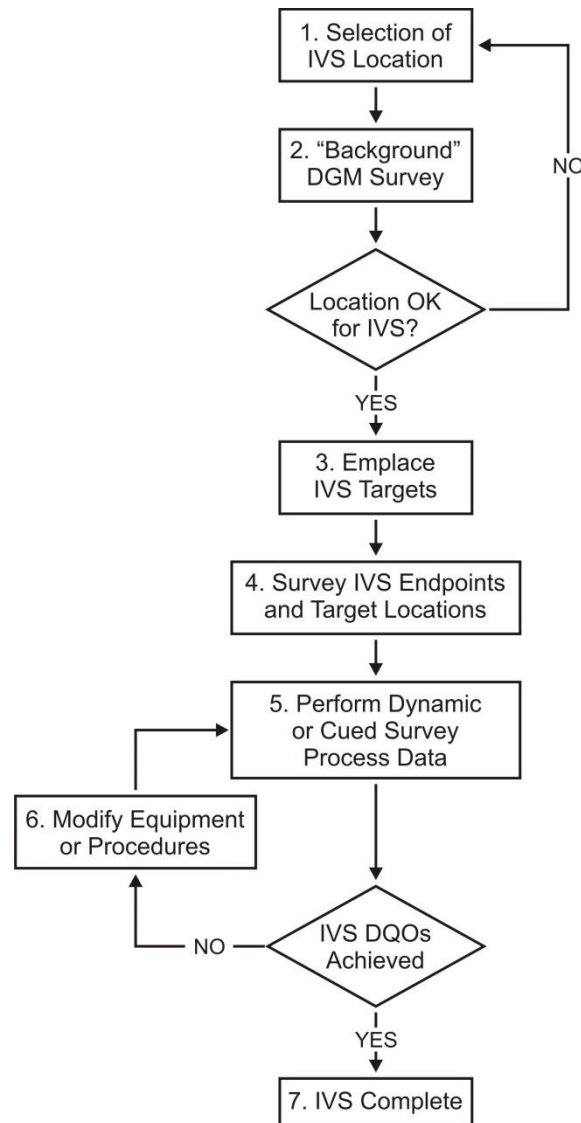 1. Selection of
IVS Location
2. “Background”
DGM Survey
NO
Location OK
for IVS?
YES
3. Emplace
IVS Targets
4. Survey IVS Endpoints
and Target Locations
5. Perform Dynamic
or Cued Survey
Process Data
6. Modify Equipment
or Procedures
IVS DQOs
Achieved
NO
YES
7. IVS Complete